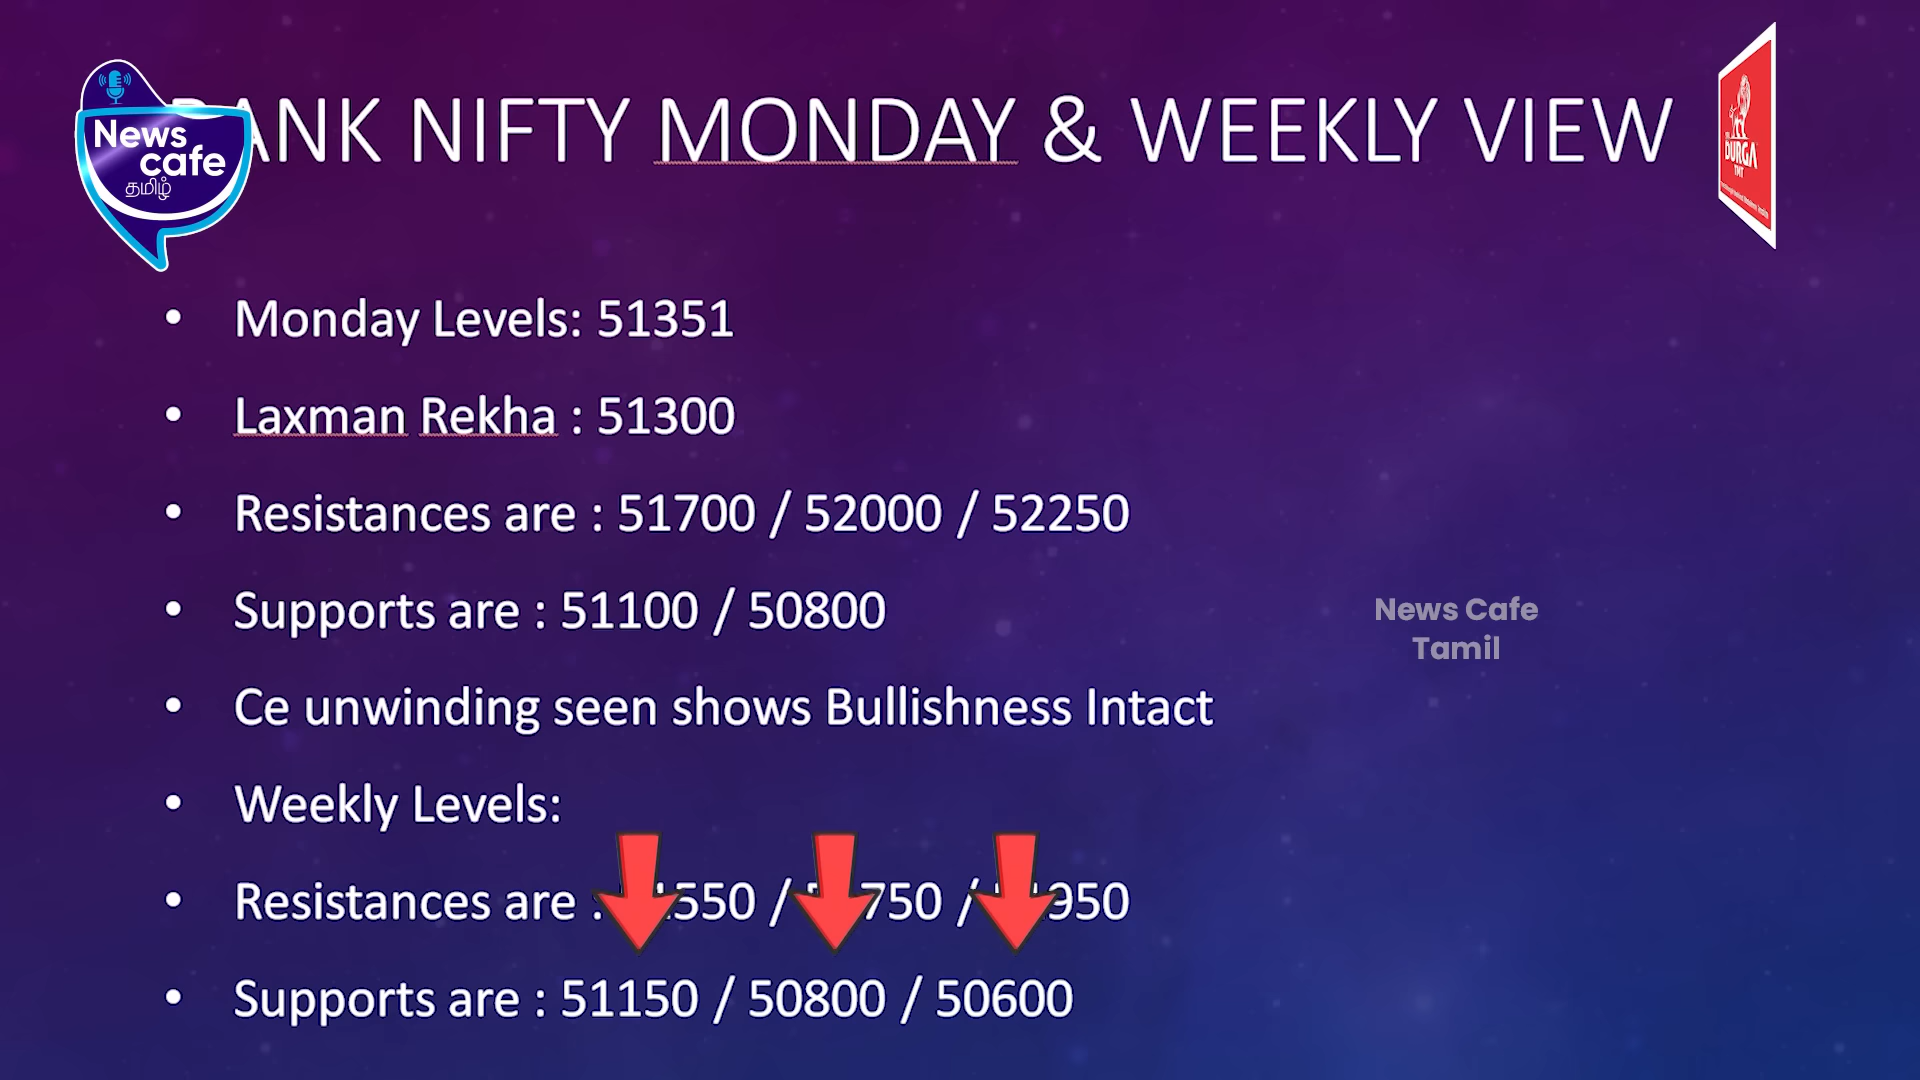 NIFTY MONDAY & WEEKLY VIEW
News
cafe
தமிழ்
DURGA
TMT
• Monday Levels: 51351
• Laxman Rekha : 51300
• Resistances are : 51700 / 52000 / 52250
• Supports are : 51100 / 50800
• Ce unwinding seen shows Bullishness Intact
• Weekly Levels:
• Resistances are :
• Supports are : 51150 / 50800 / 50600
News Cafe
Tamil